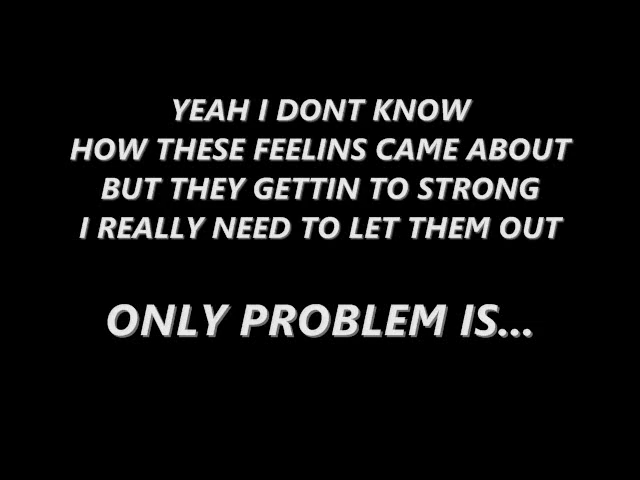 YEAH I DONT KNOW
HOW THESE FEELINS CAME ABOUT
BUT THEY GETTIN TO STRONG
I REALLY NEED TO LET THEM OUT
ONLY PROBLEM IS...